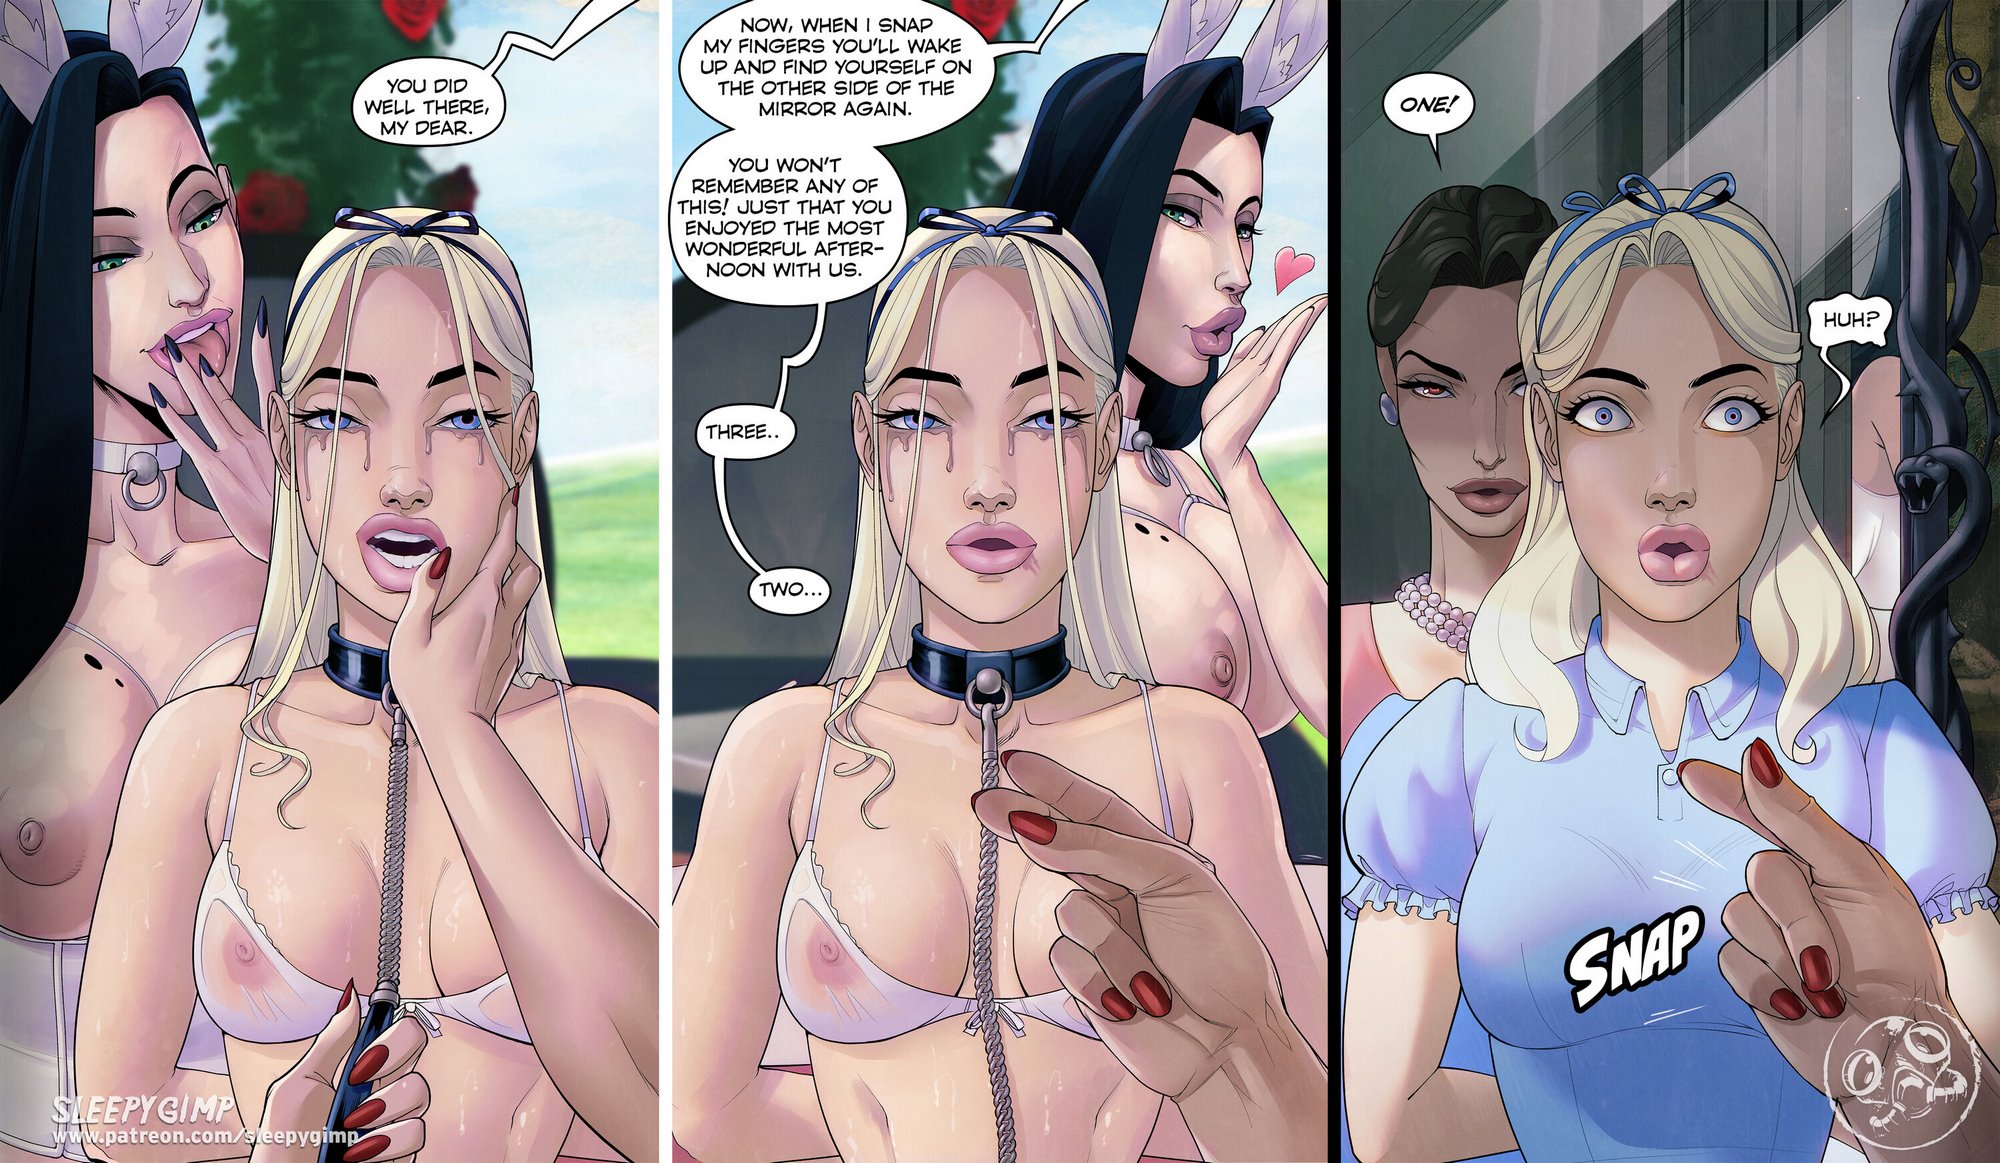 YOU DID
WELL THERE,
MY DEAR.
NOW, WHEN I SNAP
MY FINGERS YOU'LL WAKE
UP AND FIND YOURSELF ON
THE OTHER SIDE OF THE
MIRROR AGAIN.
YOU WON'T
REMEMBER ANY OF
THIS! JUST THAT YOU
ENJOYED THE MOST
WONDERFUL AFTER-
NOON WITH US.
THREE..
TWO...
ONE!
HUH?
SNAP
SLEEPYGIMP
www.patreon.com/sleepygimp